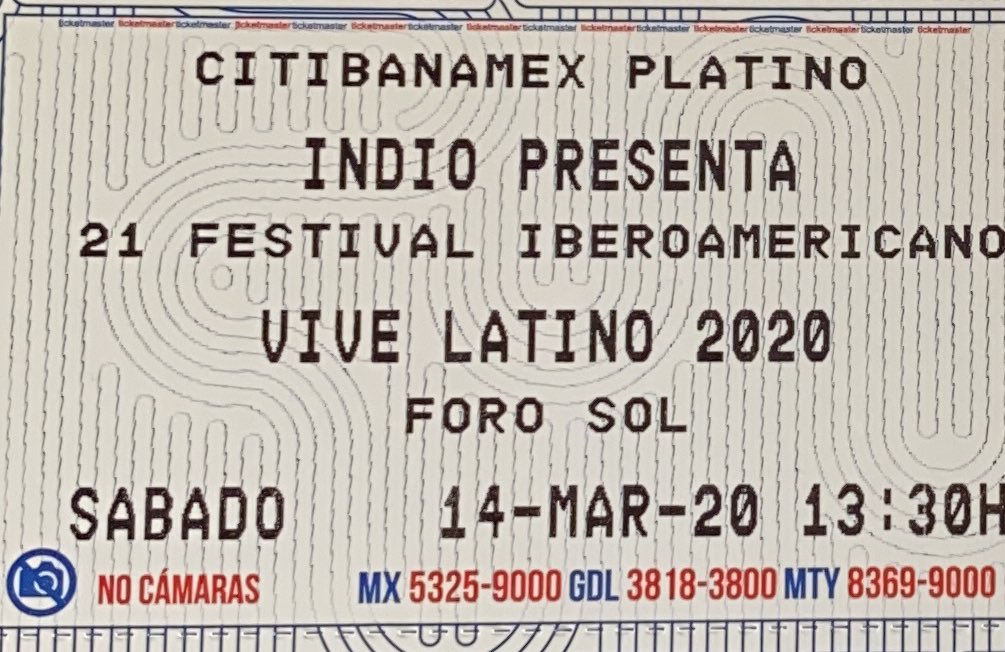 ticketmaster ticketmaster ticketmaster ticketmaster ticketmaster ticketmaster ticketmaster ticketmaster ticketmaster ticketmaster ticketmaster ticketmaster ticketmaster ticketmaster ticketmaster ticketmaster
CITIBANAMEX PLATINO
INDIO PRESENTA
21 FESTIVAL IBEROAMERICANO
VIVE LATINO 2020
FORO SOL
SABADO 14-MAR-20 13:30H
NO CÁMARAS MX 5325-9000 GDL 3818-3800 MTY 8369-9000